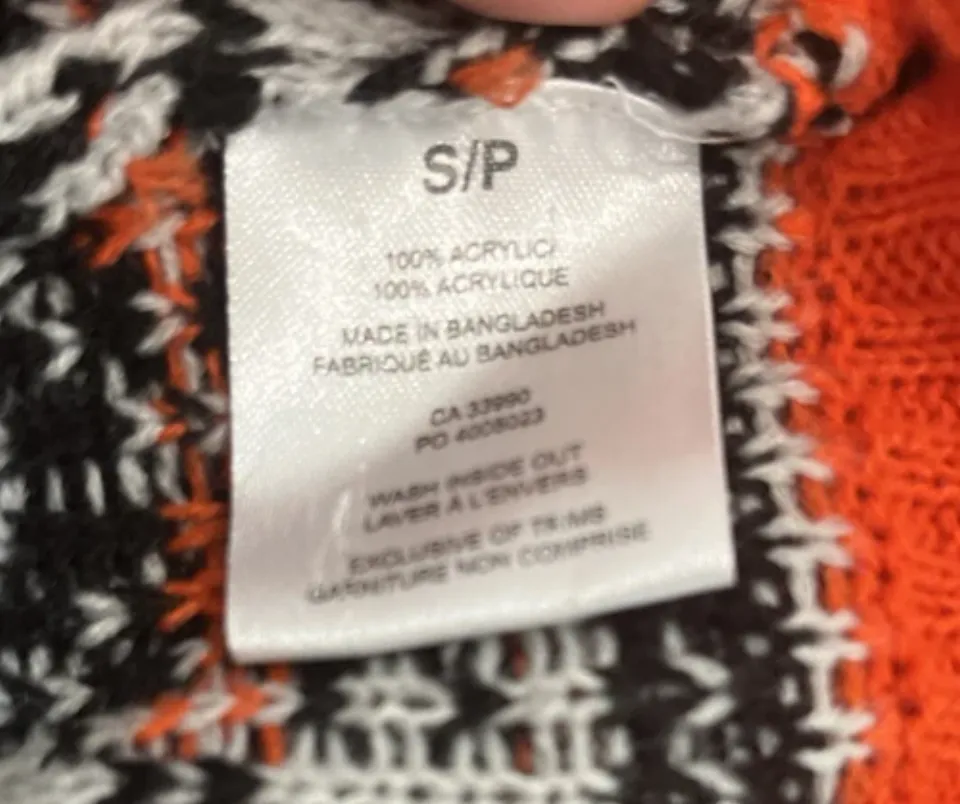 S/P
100% ACRYLIC/
100% ACRYLIQUE
MADE IN BANGLADESH
FABRIQUÉ AU BANGLADESH
CA 33990
PO 4005023
WASH INSIDE OUT
LAVER À L'ENVERS
EXCLUSIVE OF TRIMS
GARNITURE NON COMPRISE